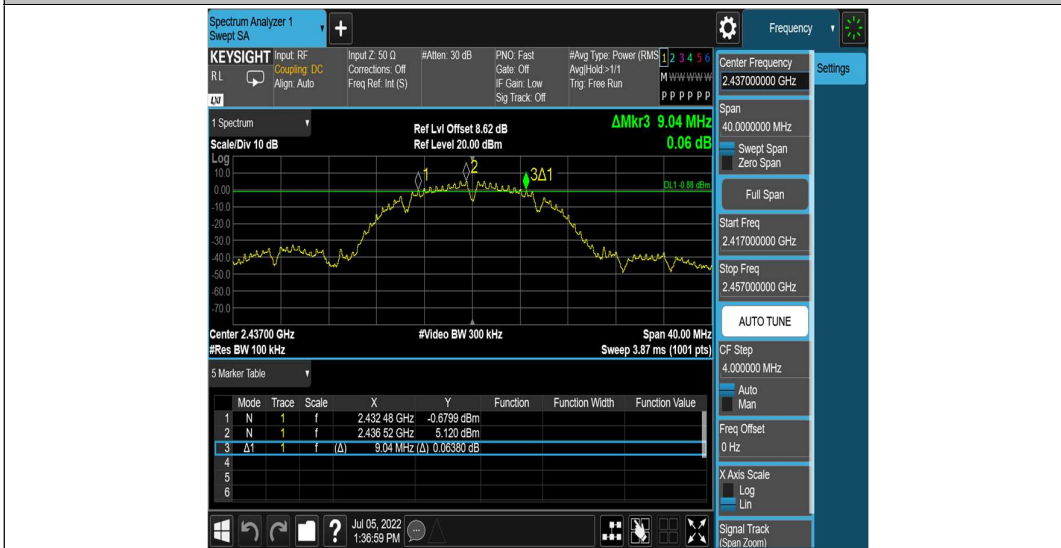 Spectrum Analyzer 1
Swept SA
+
Frequency
KEYSIGHT
RL
LNI
Input: RF
Coupling: DC
Align: Auto
Input Z: 50 Ω
Corrections: Off
Freq Ref: Int (S)
#Atten: 30 dB
PNO: Fast
Gate: Off
IF Gain: Low
Sig Track: Off
#Avg Type: Power (RMS
Avg|Hold:>1/1
Trig: Free Run
1 2 3 4 5 6
M W W W W W
P P P P P P
Center Frequency
2.437000000 GHz
Settings
Span
40.0000000 MHz
Swept Span
Zero Span
Full Span
Start Freq
2.417000000 GHz
Stop Freq
2.457000000 GHz
AUTO TUNE
CF Step
4.000000 MHz
Auto
Man
Freq Offset
0 Hz
X Axis Scale
Log
Lin
Signal Track
(Span Zoom)
1 Spectrum
Scale/Div 10 dB
Ref Lvl Offset 8.62 dB
Ref Level 20.00 dBm
ΔMkr3 9.04 MHz
0.06 dB
Log
10.0
0.00
-10.0
-20.0
-30.0
-40.0
-50.0
-60.0
-70.0
1
2
3Δ1
DL1 -0.88 dBm
Center 2.43700 GHz
#Res BW 100 kHz
#Video BW 300 kHz
Span 40.00 MHz
Sweep 3.87 ms (1001 pts)
5 Marker Table
Mode Trace Scale X Y Function Function Width Function Value
1 N 1 f 2.432 48 GHz -0.6799 dBm
2 N 1 f 2.436 52 GHz 5.120 dBm
3 Δ1 1 f (Δ) 9.04 MHz (Δ) 0.06380 dB
4
5
6
?
Jul 05, 2022
1:36:59 PM